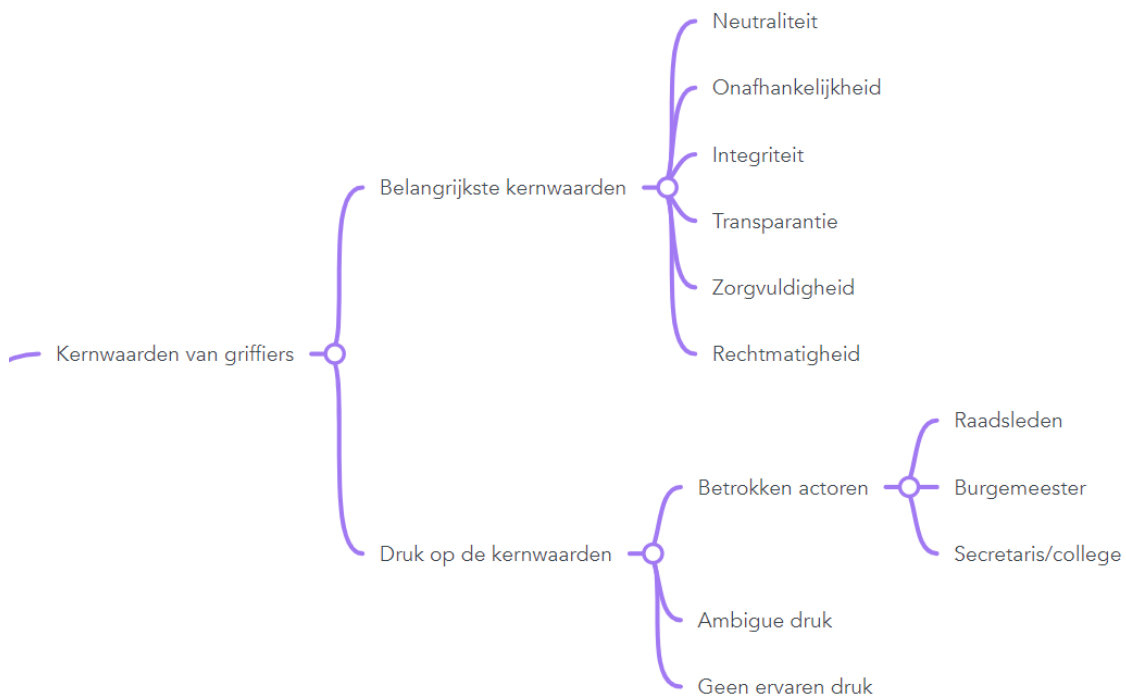 Neutraliteit
Onafhankelijkheid
Integriteit
Belangrijkste kernwaarden
Transparantie
Zorgvuldigheid
Kernwaarden van griffiers
Rechtmatigheid
Raadsleden
Betrokken actoren
Burgemeester
Druk op de kernwaarden
Secretaris/college
Ambigue druk
Geen ervaren druk